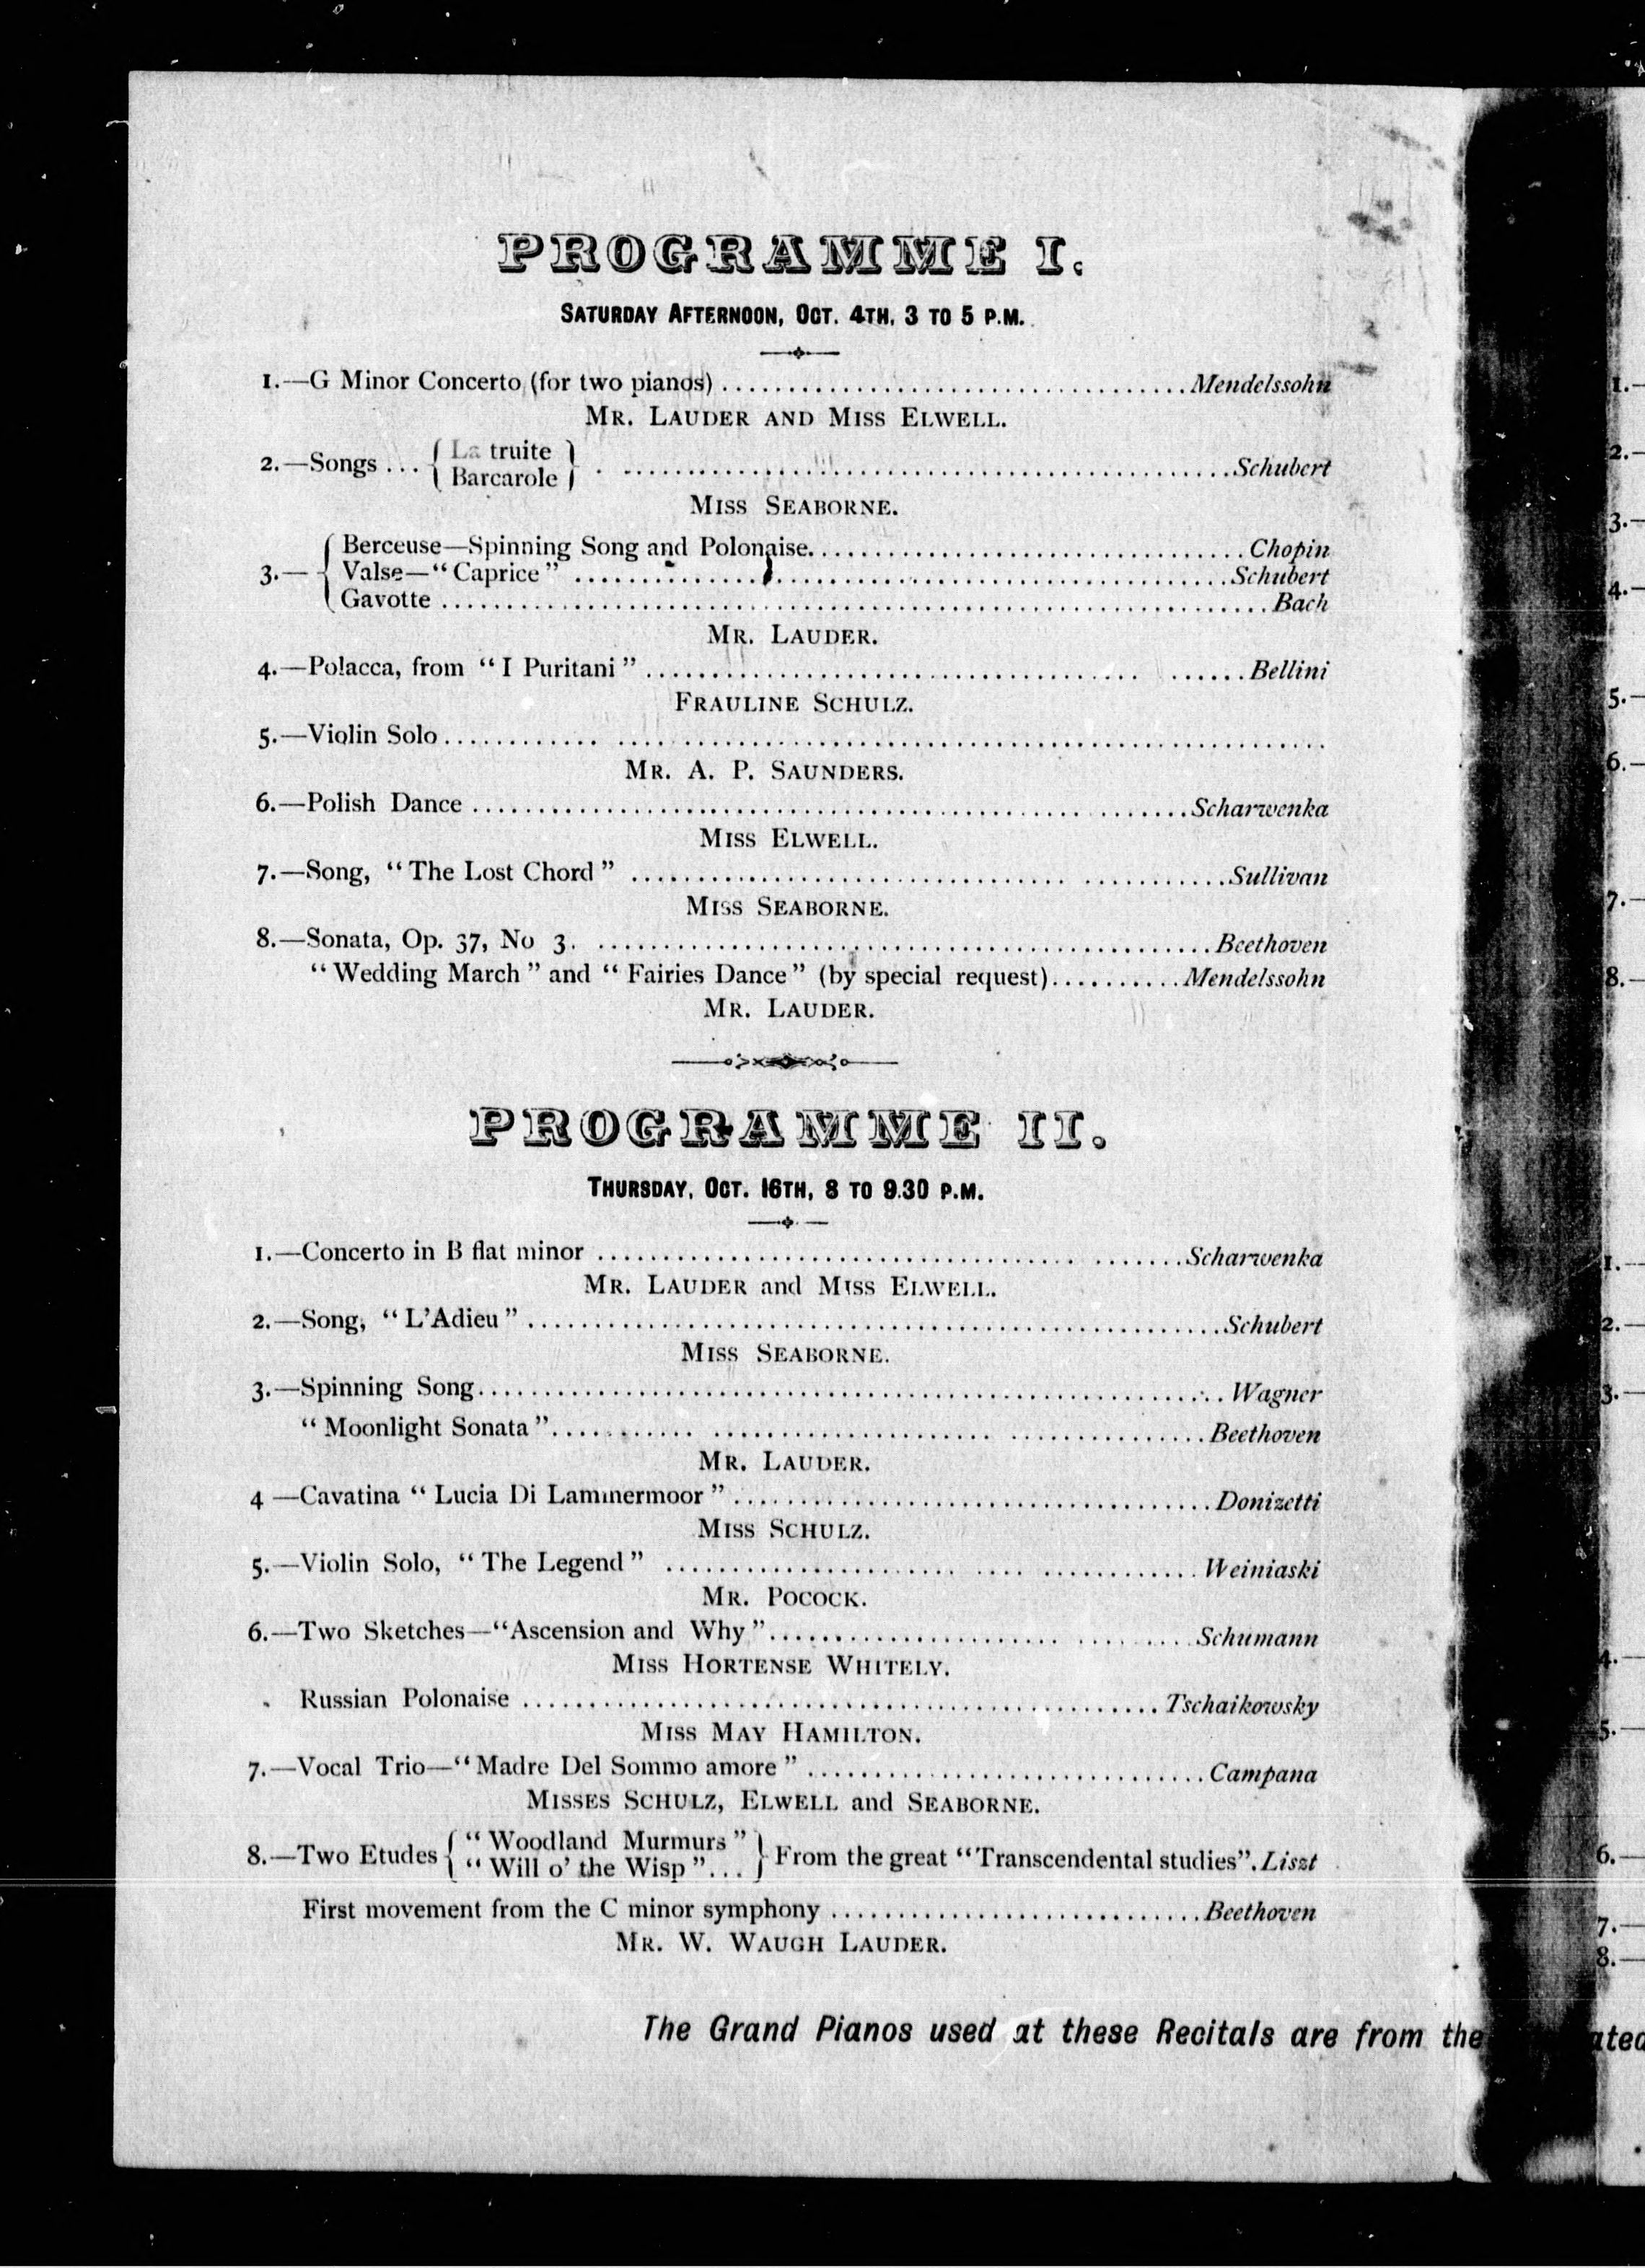 PROGRAMME I.
SATURDAY AFTERNOON, OCT. 4TH, 3 TO 5 P.M.
1.—G Minor Concerto (for two pianos) ........ Mendelssohn
MR. LAUDER AND MISS ELWELL.
2.—Songs ... { La truite
Barcarole } ........ Schubert
MISS SEABORNE.
3.— { Berceuse—Spinning Song and Polonaise ........ Chopin
Valse—“Caprice” ........ Schubert
Gavotte ........ Bach
MR. LAUDER.
4.—Polacca, from “I Puritani” ........ Bellini
FRAULINE SCHULZ.
5.—Violin Solo ........
MR. A. P. SAUNDERS.
6.—Polish Dance ........ Scharwenka
MISS ELWELL.
7.—Song, “The Lost Chord” ........ Sullivan
MISS SEABORNE.
8.—Sonata, Op. 37, No 3. ........ Beethoven
“Wedding March” and “Fairies Dance” (by special request) ........ Mendelssohn
MR. LAUDER.
PROGRAMME II.
THURSDAY, OCT. 16TH, 8 TO 9.30 P.M.
1.—Concerto in B flat minor ........ Scharwenka
MR. LAUDER and MISS ELWELL.
2.—Song, “L’Adieu” ........ Schubert
MISS SEABORNE.
3.—Spinning Song ........ Wagner
“Moonlight Sonata” ........ Beethoven
MR. LAUDER.
4 —Cavatina “Lucia Di Lammermoor” ........ Donizetti
MISS SCHULZ.
5.—Violin Solo, “The Legend” ........ Weiniaski
MR. POCOCK.
6.—Two Sketches—“Ascension and Why” ........ Schumann
MISS HORTENSE WHITELY.
Russian Polonaise ........ Tschaikowsky
MISS MAY HAMILTON.
7.—Vocal Trio—“Madre Del Sommo amore” ........ Campana
MISSES SCHULZ, ELWELL and SEABORNE.
8.—Two Etudes { “Woodland Murmurs”
“Will o’ the Wisp”... } From the great “Transcendental studies”. Liszt
First movement from the C minor symphony ........ Beethoven
MR. W. WAUGH LAUDER.
The Grand Pianos used at these Recitals are from the
1.—
2.—
3.—
4.—
5.—
6.—
7.—
8.—
1.—
2.—
3.—
4.—
5.—
6.—
7.—
8.—